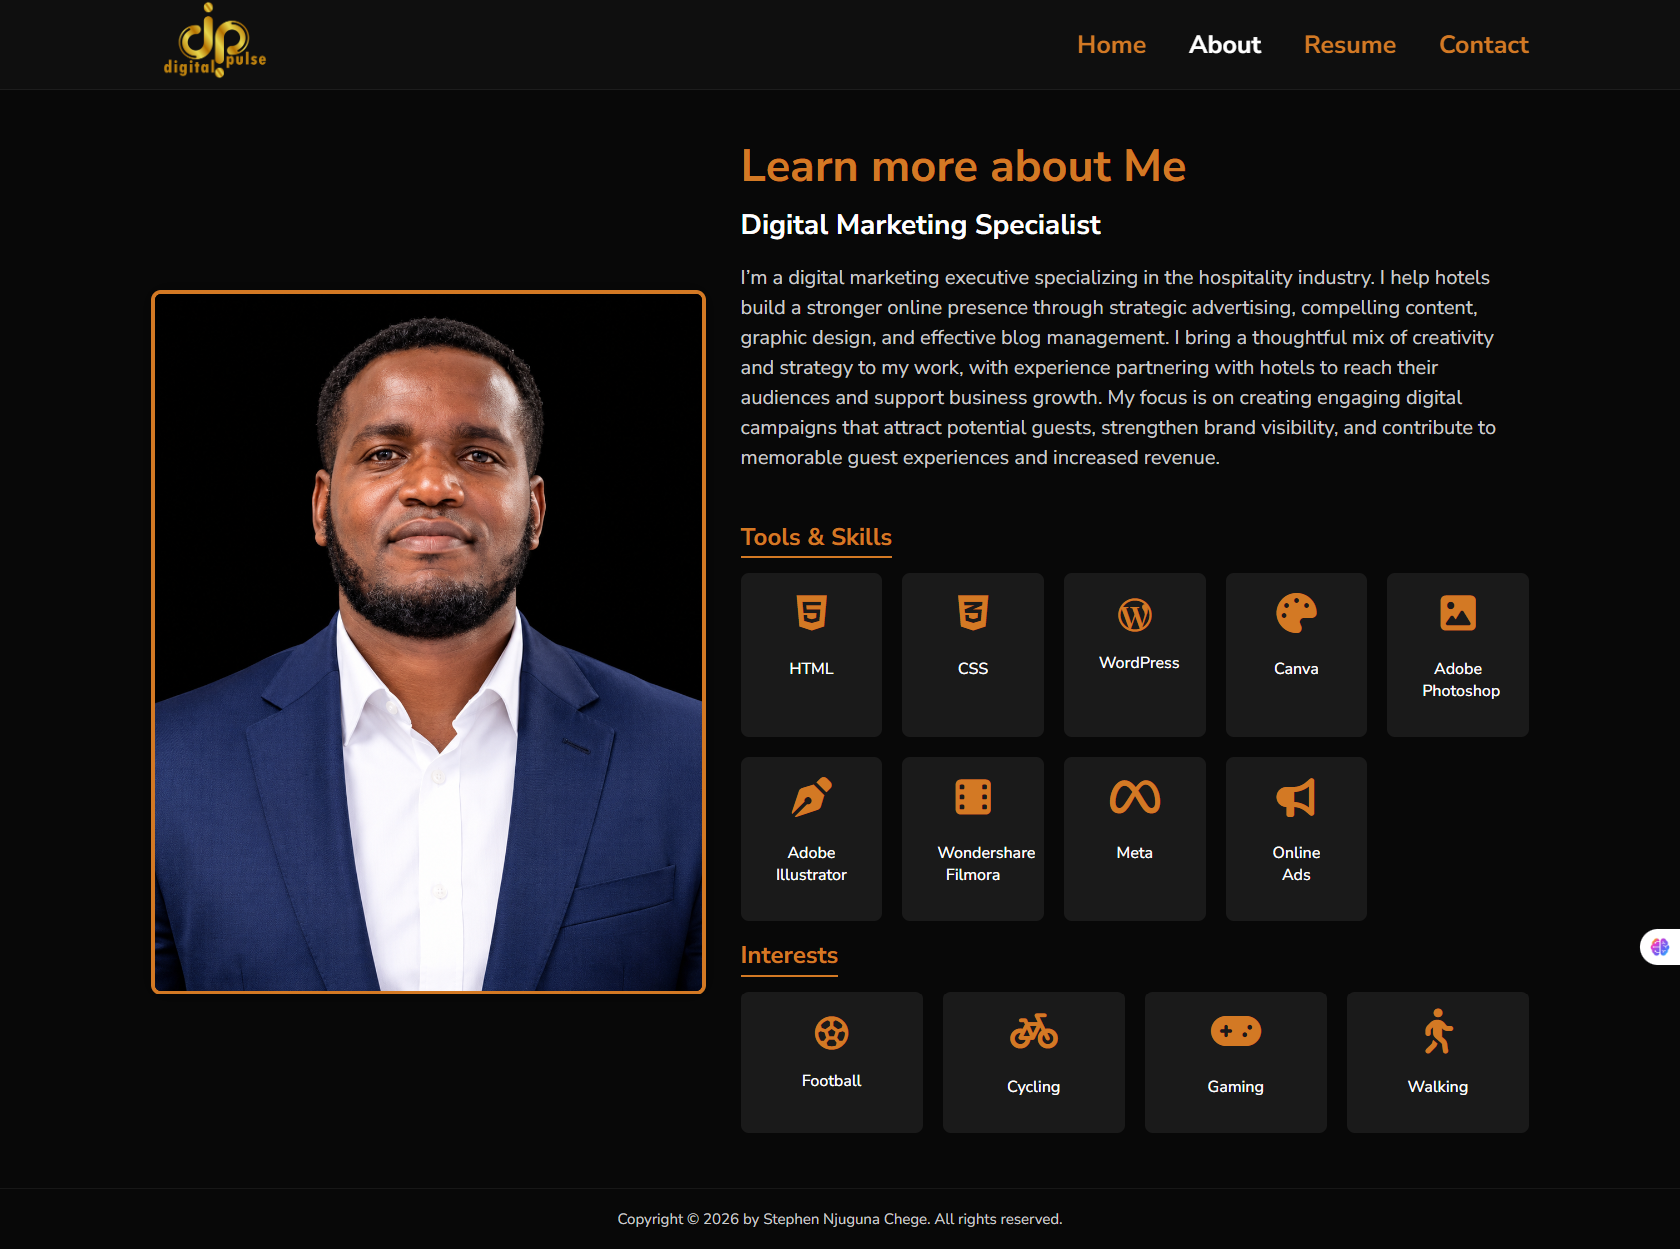 digital pulse
Home About Resume Contact
Learn more about Me
Digital Marketing Specialist
I’m a digital marketing executive specializing in the hospitality industry. I help hotels
build a stronger online presence through strategic advertising, compelling content,
graphic design, and effective blog management. I bring a thoughtful mix of creativity
and strategy to my work, with experience partnering with hotels to reach their
audiences and support business growth. My focus is on creating engaging digital
campaigns that attract potential guests, strengthen brand visibility, and contribute to
memorable guest experiences and increased revenue.
Tools & Skills
HTML
CSS
WordPress
Canva
Adobe
Photoshop
Adobe
Illustrator
Wondershare
Filmora
Meta
Online
Ads
Interests
Football
Cycling
Gaming
Walking
Copyright © 2026 by Stephen Njuguna Chege. All rights reserved.